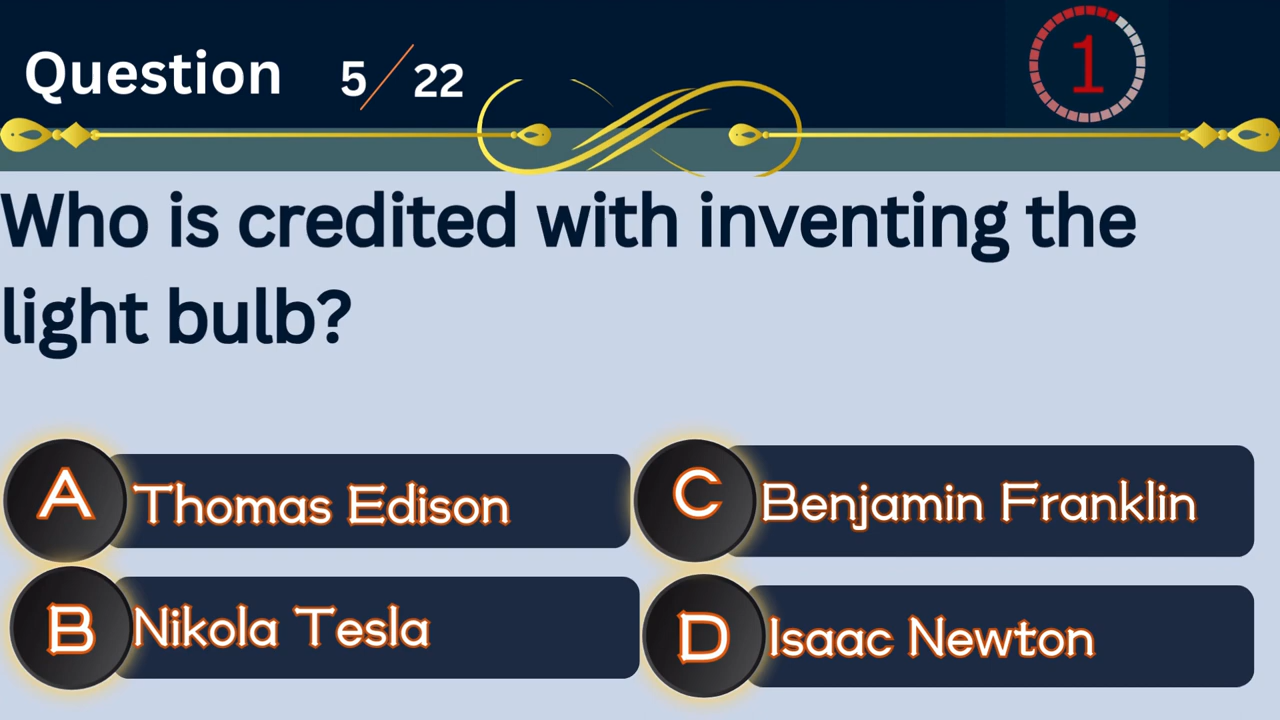 Question 5/22
1
Who is credited with inventing the
light bulb?
A Thomas Edison
C Benjamin Franklin
B Nikola Tesla
D Isaac Newton